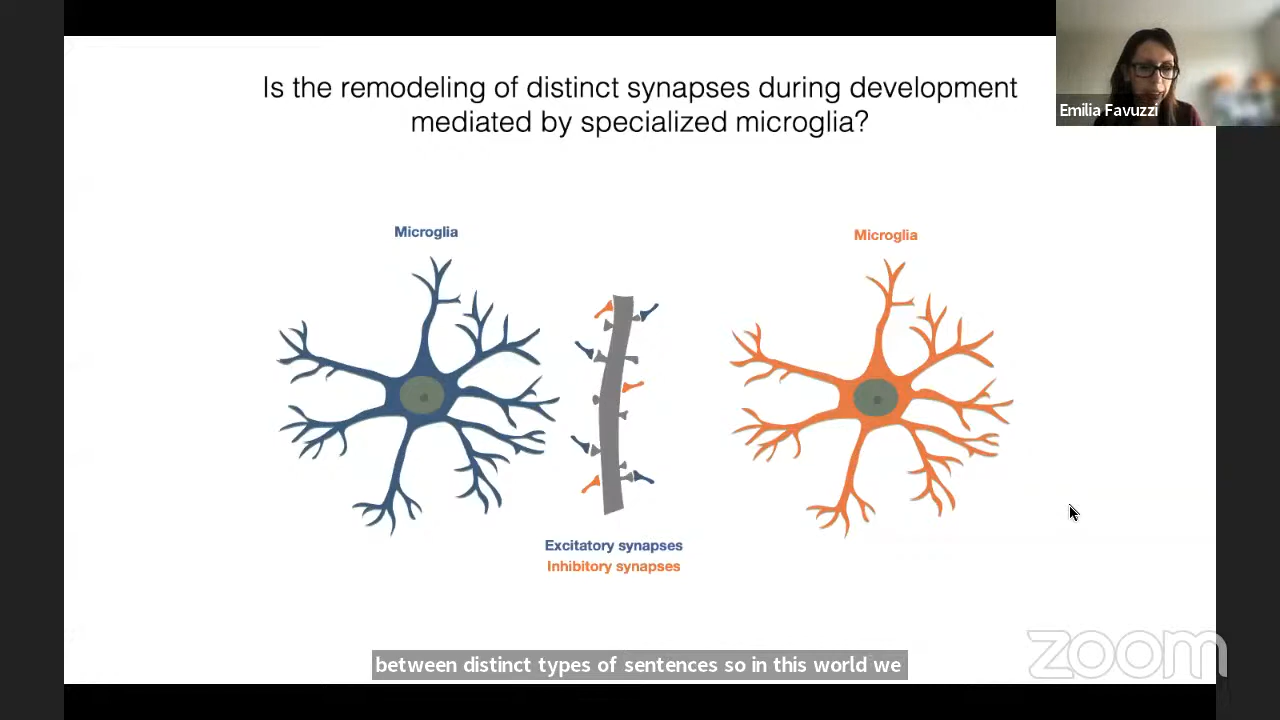 Is the remodeling of distinct synapses during development
mediated by specialized microglia?
Emilia Favuzzi
Microglia
Microglia
Excitatory synapses
Inhibitory synapses
between distinct types of sentences so in this world we
zoom